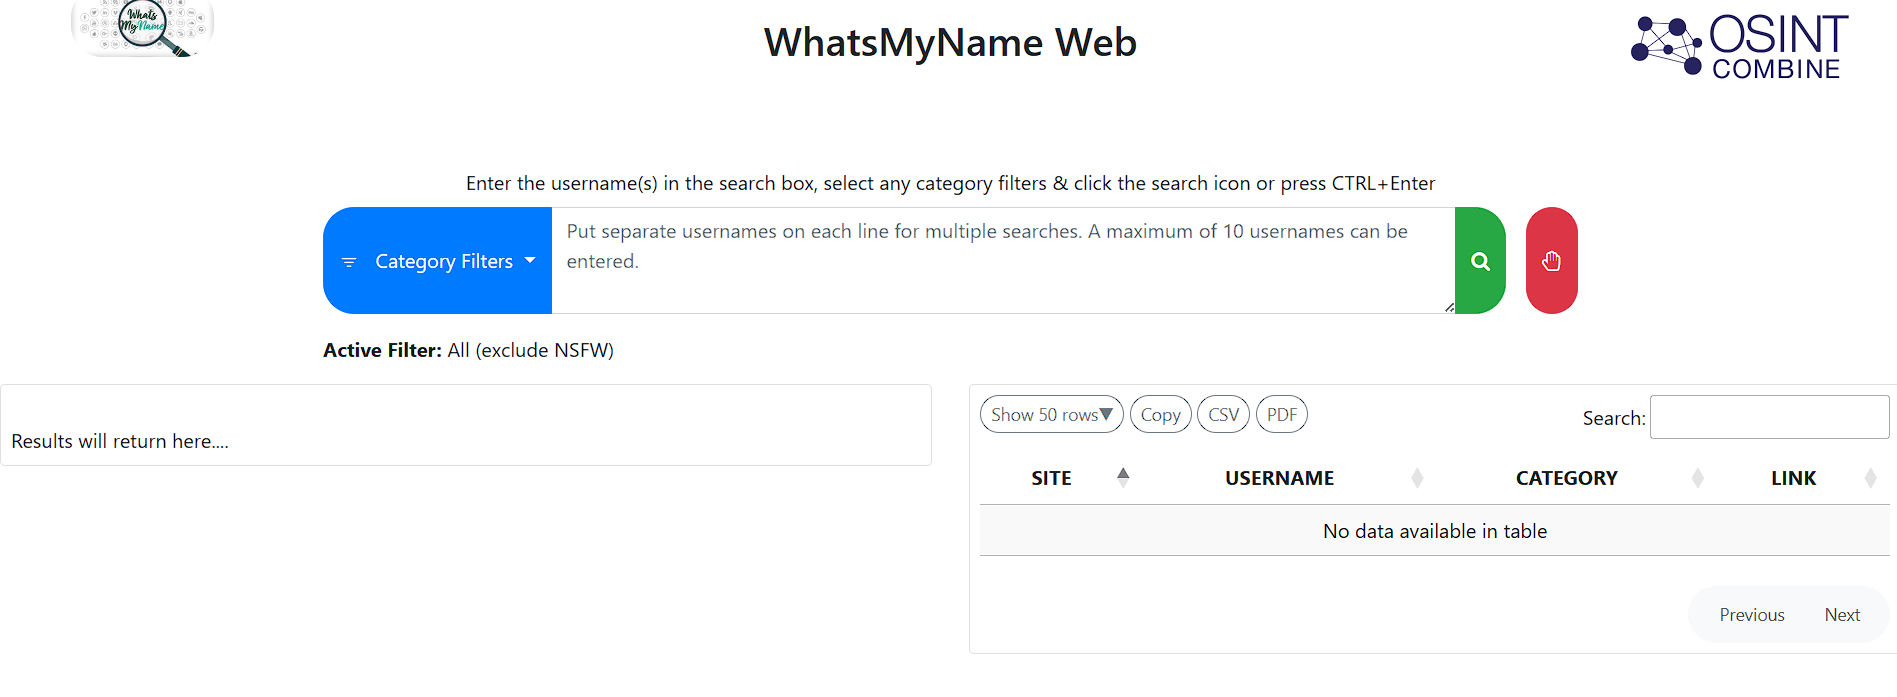 Whats
MyName
WhatsMyName Web
OSINT
COMBINE
Enter the username(s) in the search box, select any category filters & click the search icon or press CTRL+Enter
Category Filters
Put separate usernames on each line for multiple searches. A maximum of 10 usernames can be
entered.
Active Filter: All (exclude NSFW)
Results will return here....
Show 50 rows▼ Copy CSV PDF
Search:
SITE USERNAME CATEGORY LINK
No data available in table
Previous Next